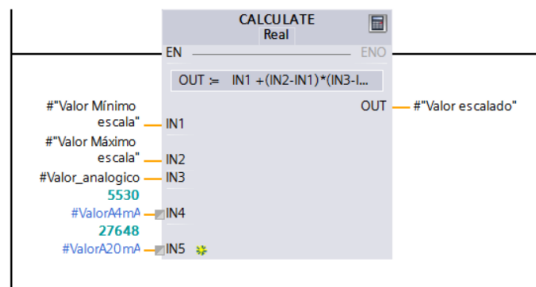 CALCULATE
Real
EN
ENO
OUT := IN1 +(IN2-IN1)*(IN3-I...
#"Valor Mínimo
escala"
IN1
OUT
#"Valor escalado"
#"Valor Máximo
escala"
IN2
#Valor_analogico
IN3
5530
#ValorA4mA
IN4
27648
#ValorA20mA
IN5